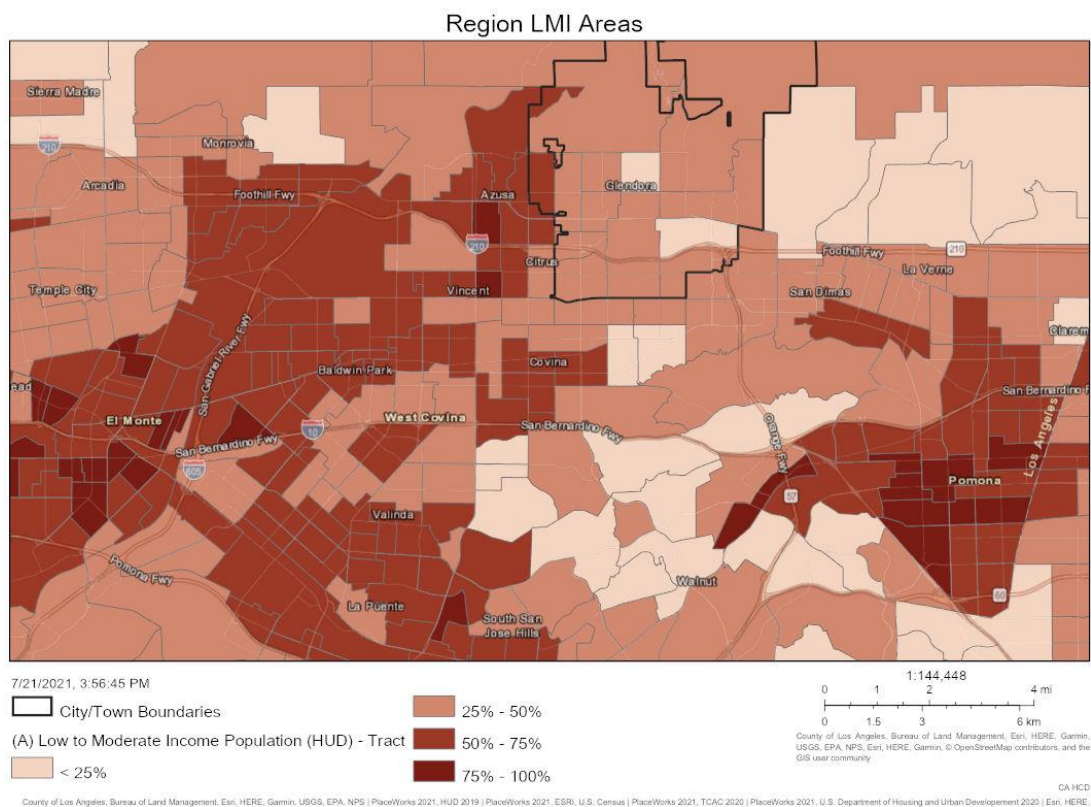 Region LMI Areas
Sierra Madre
210
Monrovia
Arcadia
Foothill Fwy
Azusa
Glendora
210
Citrus
Foothill Fwy
210
La Verne
Temple City
Vincent
San Dimas
San Gabriel River Fwy
Clarem
ead
Baldwin Park
Covina
El Monte
West Covina
San Bernardino F
San Bernardino Fwy
10
San Bernardino Fwy
Orange Fwy
Los Angeles
605
57
Pomona
Valinda
Pomona Fwy
Walnut
La Puente
60
South San
Jose Hills
7/21/2021, 3:56:45 PM
City/Town Boundaries
(A) Low to Moderate Income Population (HUD) - Tract
< 25%
25% - 50%
50% - 75%
75% - 100%
1:144,448
0 1 2 4 mi
0 1.5 3 6 km
County of Los Angeles, Bureau of Land Management, Esri, HERE, Garmin,
USGS, EPA, NPS, Esri, HERE, Garmin, © OpenStreetMap contributors, and the
GIS user community
CA HCD
County of Los Angeles, Bureau of Land Management, Esri, HERE, Garmin, USGS, EPA, NPS | PlaceWorks 2021, HUD 2019 | PlaceWorks 2021, ESRI, U.S. Census | PlaceWorks 2021, TCAC 2020 | PlaceWorks 2021, U.S. Department of Housing and Urban Developement 2020 | Esri, HERE,